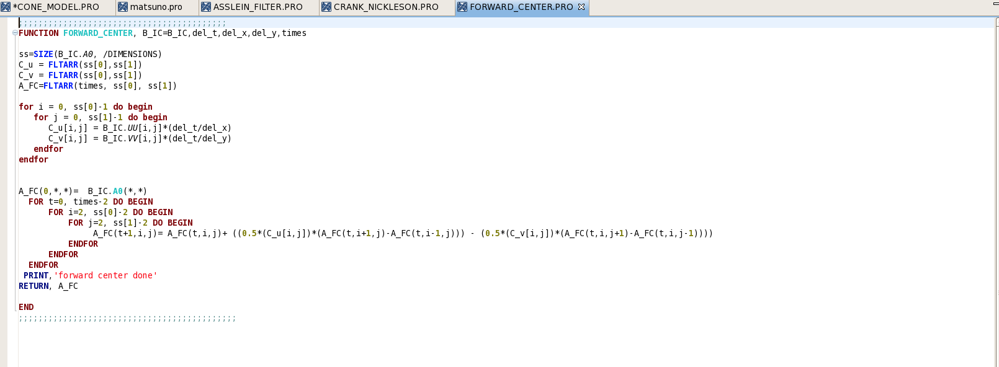 *CONE_MODEL.PRO matsuno.pro ASSLEIN_FILTER.PRO CRANK_NICKLESON.PRO FORWARD_CENTER.PRO
;;;;;;;;;;;;;;;;;;;;;;;;;;;;;;;;;;;;;;;;;;
FUNCTION FORWARD_CENTER, B_IC=B_IC,del_t,del_x,del_y,times
ss=SIZE(B_IC.A0, /DIMENSIONS)
C_u = FLTARR(ss[0],ss[1])
C_v = FLTARR(ss[0],ss[1])
A_FC=FLTARR(times, ss[0], ss[1])
for i = 0, ss[0]-1 do begin
for j = 0, ss[1]-1 do begin
C_u[i,j] = B_IC.UU[i,j]*(del_t/del_x)
C_v[i,j] = B_IC.VV[i,j]*(del_t/del_y)
endfor
endfor
A_FC(0,*,*)=  B_IC.A0(*,*)
FOR t=0, times-2 DO BEGIN
FOR i=2, ss[0]-2 DO BEGIN
FOR j=2, ss[1]-2 DO BEGIN
A_FC(t+1,i,j)= A_FC(t,i,j)+ ((0.5*(C_u[i,j])*(A_FC(t,i+1,j)-A_FC(t,i-1,j))) - (0.5*(C_v[i,j])*(A_FC(t,i,j+1)-A_FC(t,i,j-1))))
ENDFOR
ENDFOR
ENDFOR
PRINT,'forward center done'
RETURN, A_FC
END
;;;;;;;;;;;;;;;;;;;;;;;;;;;;;;;;;;;;;;;;;;;;